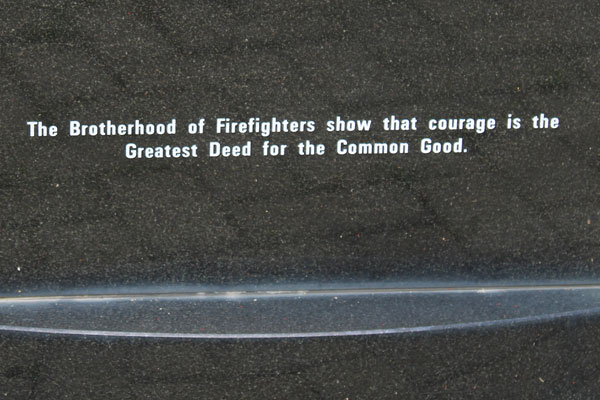 The Brotherhood of Firefighters show that courage is the
Greatest Deed for the Common Good.